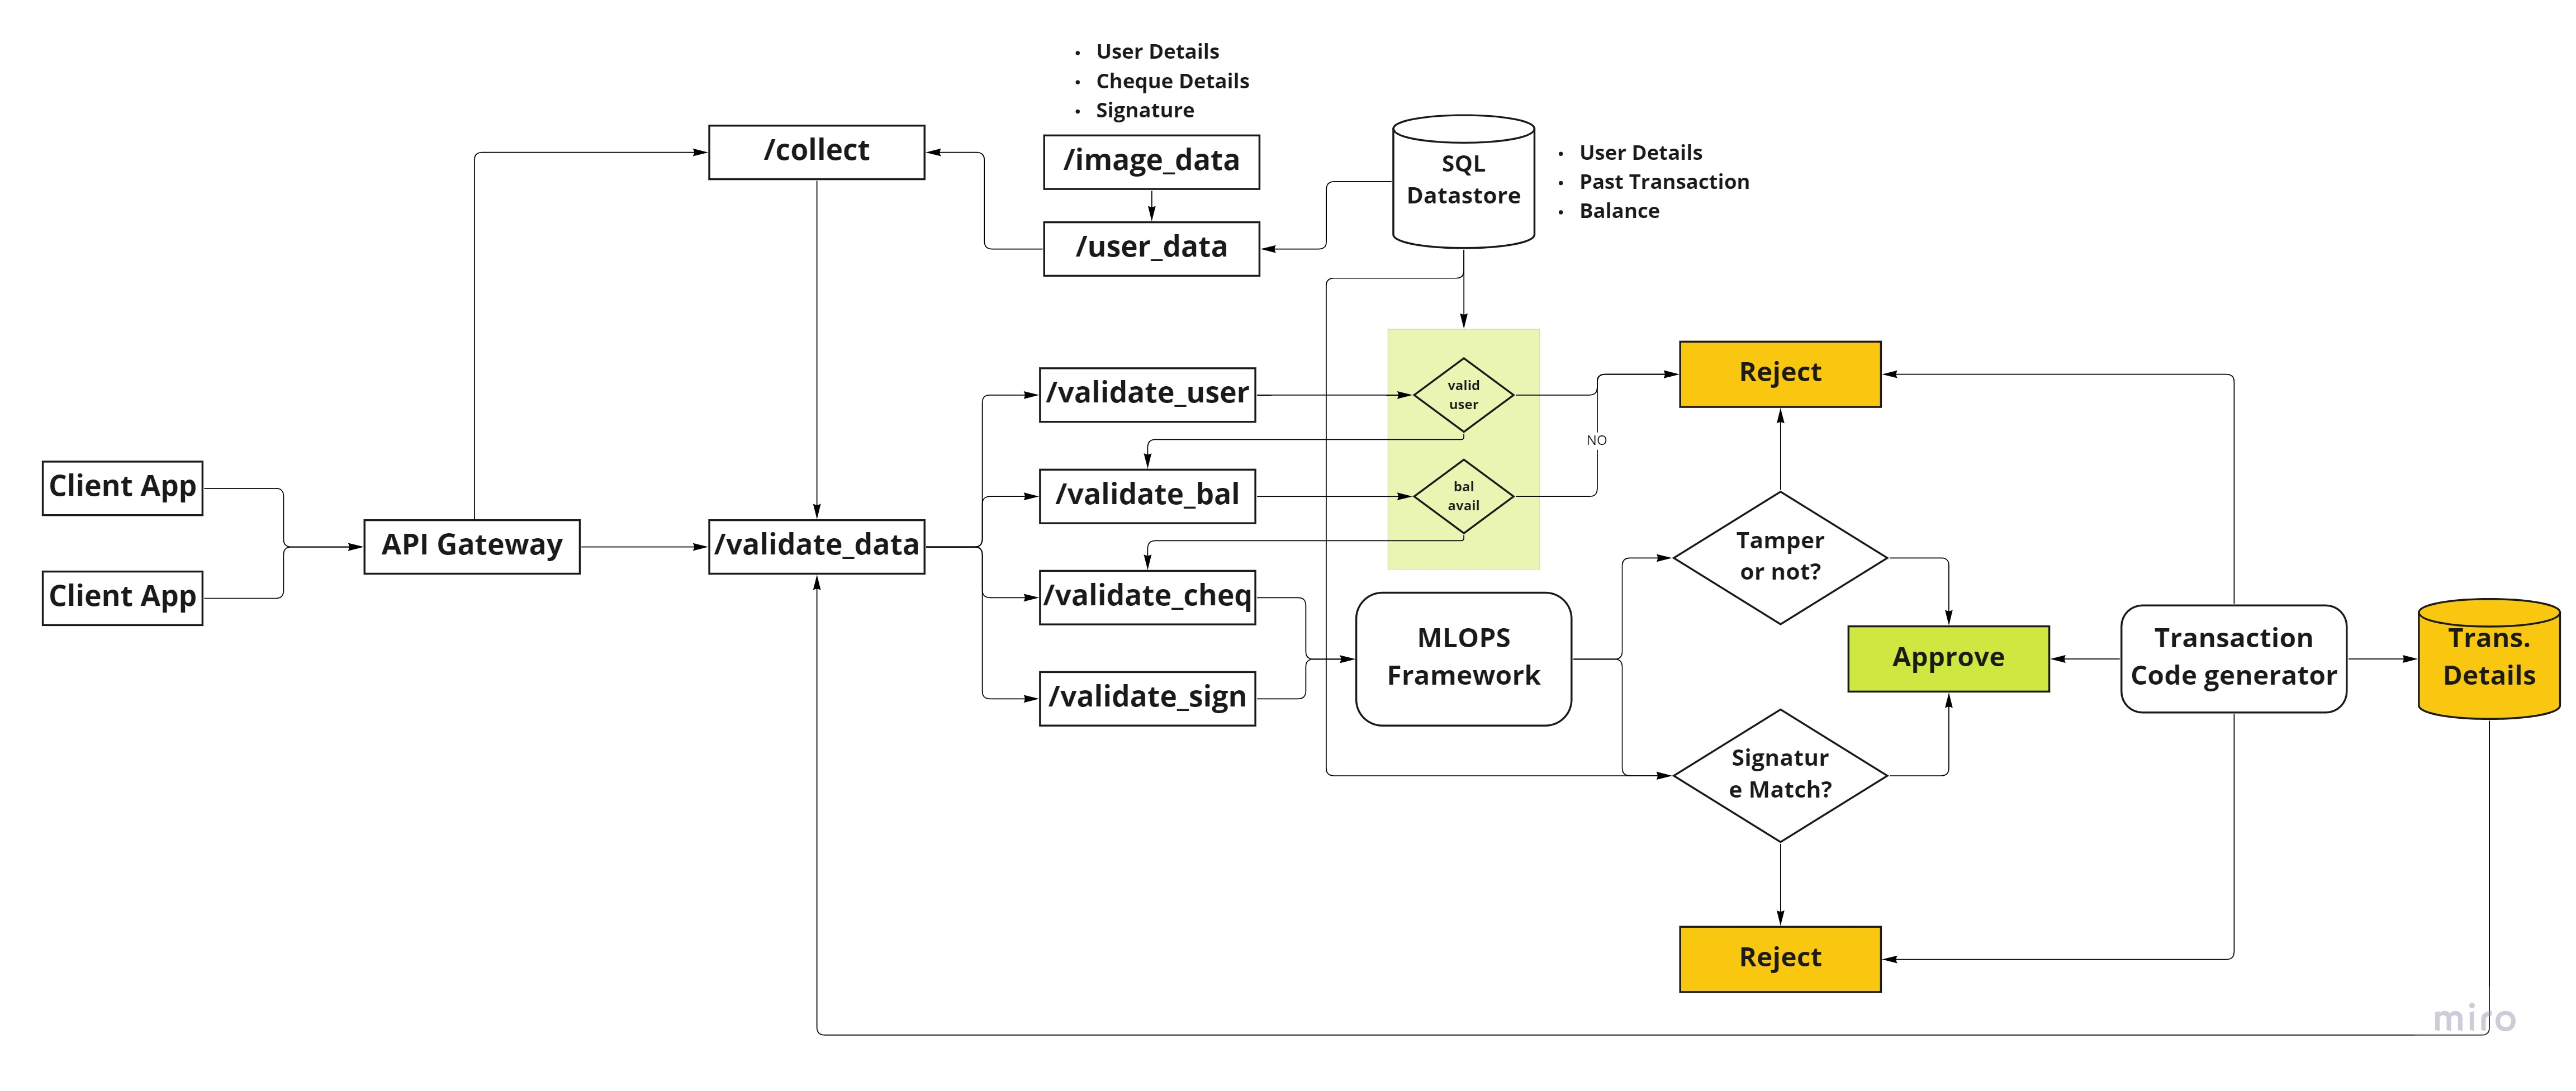 • User Details
• Cheque Details
• Signature
/collect
/image_data
/user_data
SQL
Datastore
• User Details
• Past Transaction
• Balance
Client App
Client App
API Gateway
/validate_data
/validate_user
/validate_bal
/validate_cheq
/validate_sign
valid
user
bal
avail
NO
Reject
MLOPS
Framework
Tamper
or not?
Signatur
e Match?
Approve
Reject
Transaction
Code generator
Trans.
Details
miro